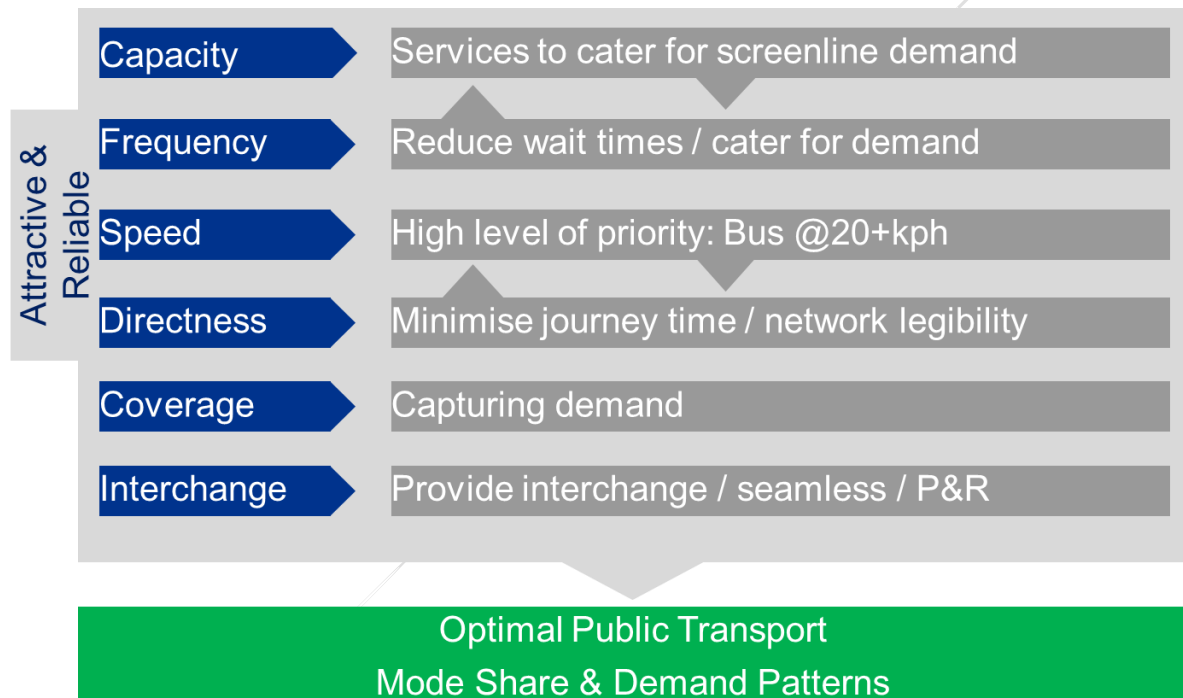 Attractive &
Reliable
Capacity
Services to cater for screenline demand
Frequency
Reduce wait times / cater for demand
Speed
High level of priority: Bus @20+kph
Directness
Minimise journey time / network legibility
Coverage
Capturing demand
Interchange
Provide interchange / seamless / P&R
Optimal Public Transport
Mode Share & Demand Patterns